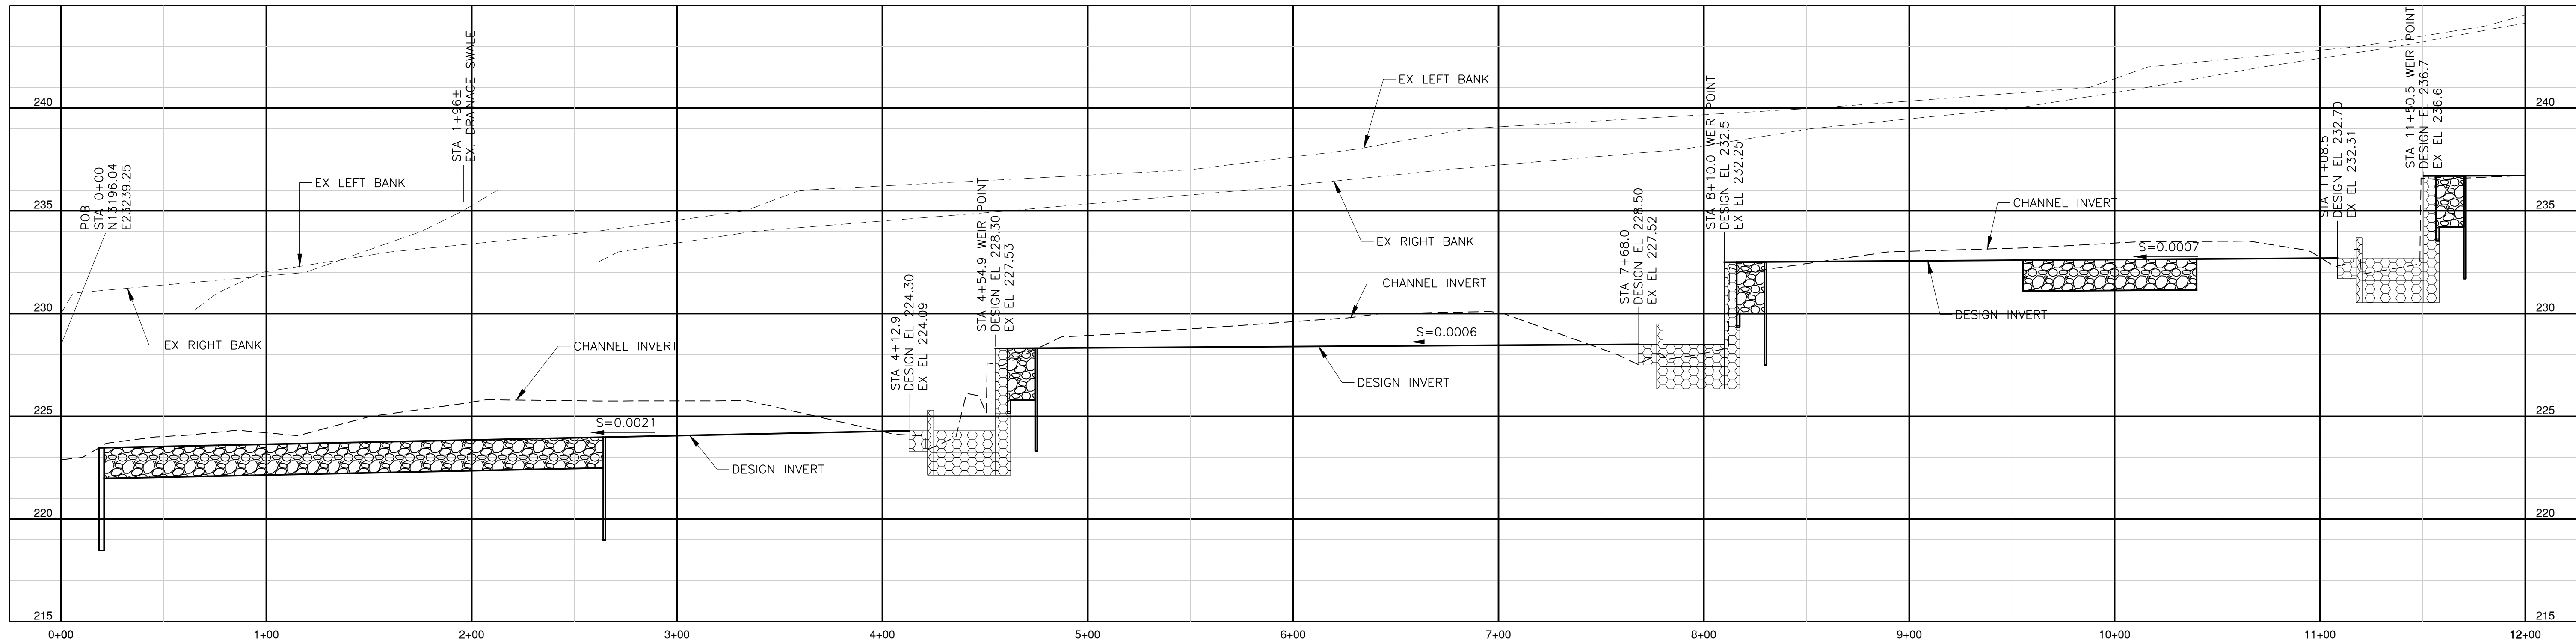 POB
STA 0+00
N13196.04
E23239.25
STA 1+96±
EX. DRAINAGE SWALE
EX LEFT BANK
EX RIGHT BANK
CHANNEL INVERT
S=0.0021
DESIGN INVERT
STA 4+12.9
DESIGN EL 224.30
EX EL 224.09
STA 4+54.9 WEIR POINT
DESIGN EL 228.30
EX EL 227.53
EX LEFT BANK
EX RIGHT BANK
CHANNEL INVERT
S=0.0006
DESIGN INVERT
STA 7+68.0
DESIGN EL 228.50
EX EL 227.52
STA 8+10.0 WEIR POINT
DESIGN EL 232.5
EX EL 232.25
CHANNEL INVERT
S=0.0007
DESIGN INVERT
STA 11+08.5
DESIGN EL 232.70
EX EL 232.31
STA 11+50.5 WEIR POINT
DESIGN EL 236.7
EX EL 236.6
240
235
230
225
220
215
240
235
230
225
220
215
0+00
1+00
2+00
3+00
4+00
5+00
6+00
7+00
8+00
9+00
10+00
11+00
12+00